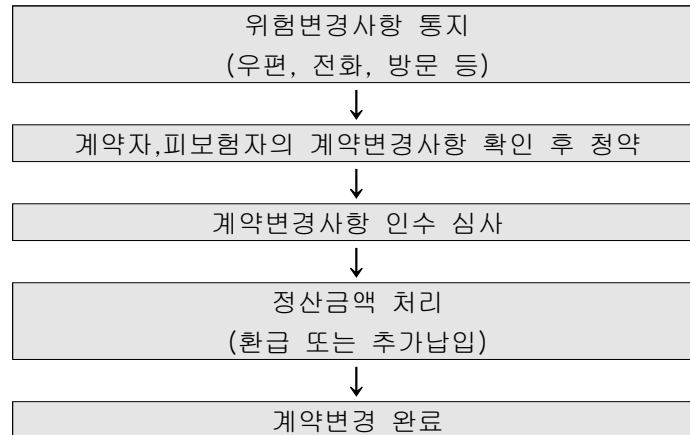 위험변경사항 통지
(우편, 전화, 방문 등)
계약자,피보험자의 계약변경사항 확인 후 청약
계약변경사항 인수 심사
정산금액 처리
(환급 또는 추가납입)
계약변경 완료